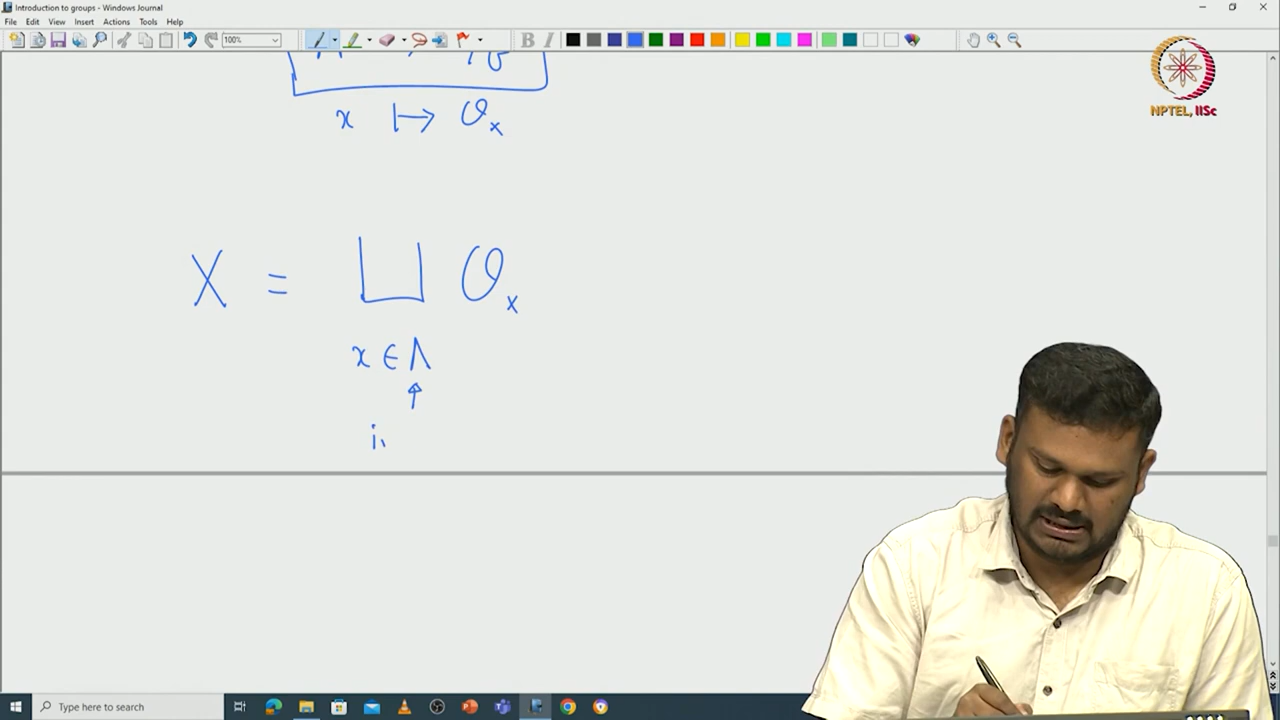 Introduction to groups - Windows Journal
File Edit View Insert Actions Tools Help
100%
B I
NPTEL, IISc
x ↦ O_x
X = ⊔ O_x
x ∈ Λ
↑
Type here to search